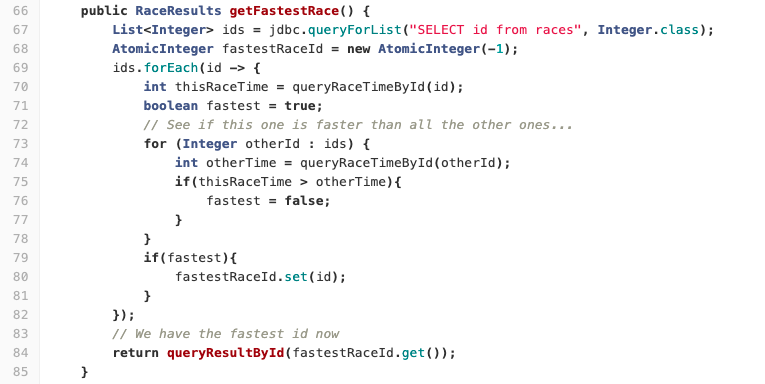 66 public RaceResults getFastestRace() {
67 List<Integer> ids = jdbc.queryForList("SELECT id from races", Integer.class);
68 AtomicInteger fastestRaceId = new AtomicInteger(-1);
69 ids.forEach(id -> {
70 int thisRaceTime = queryRaceTimeById(id);
71 boolean fastest = true;
72 // See if this one is faster than all the other ones...
73 for (Integer otherId : ids) {
74 int otherTime = queryRaceTimeById(otherId);
75 if(thisRaceTime > otherTime){
76 fastest = false;
77 }
78 }
79 if(fastest){
80 fastestRaceId.set(id);
81 }
82 });
83 // We have the fastest id now
84 return queryResultById(fastestRaceId.get());
85 }